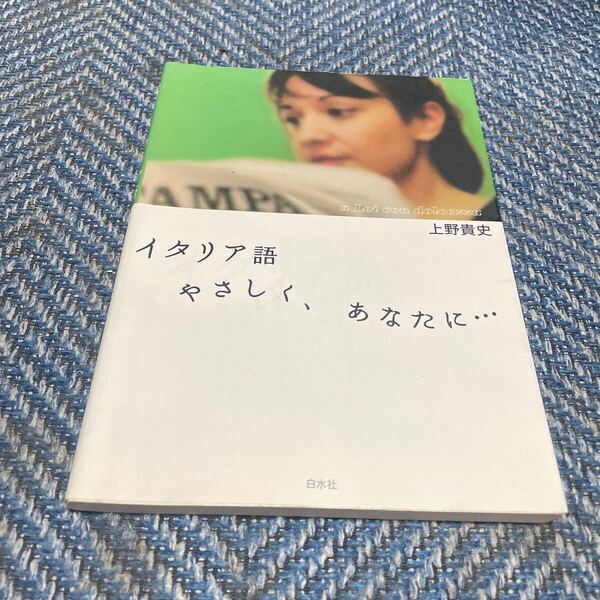 STAMPA
a Lei con dolcezza
上野貴史
イタリア語
やさしく、あなたに…
白水社